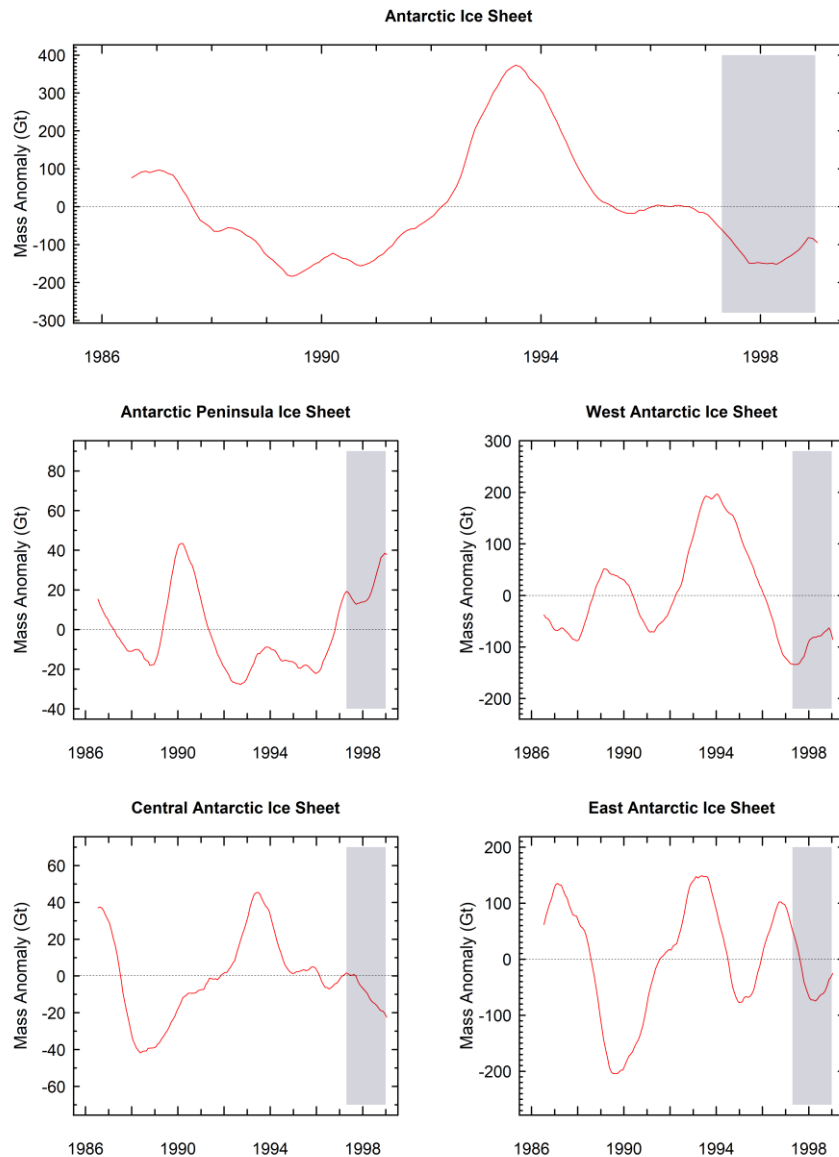 Antarctic Ice Sheet
Mass Anomaly (Gt)
400
300
200
100
0
-100
-200
-300
1986 1990 1994 1998
Antarctic Peninsula Ice Sheet
Mass Anomaly (Gt)
80
60
40
20
0
-20
-40
1986 1990 1994 1998
West Antarctic Ice Sheet
Mass Anomaly (Gt)
300
200
100
0
-100
-200
1986 1990 1994 1998
Central Antarctic Ice Sheet
Mass Anomaly (Gt)
60
40
20
0
-20
-40
-60
1986 1990 1994 1998
East Antarctic Ice Sheet
Mass Anomaly (Gt)
200
100
0
-100
-200
1986 1990 1994 1998